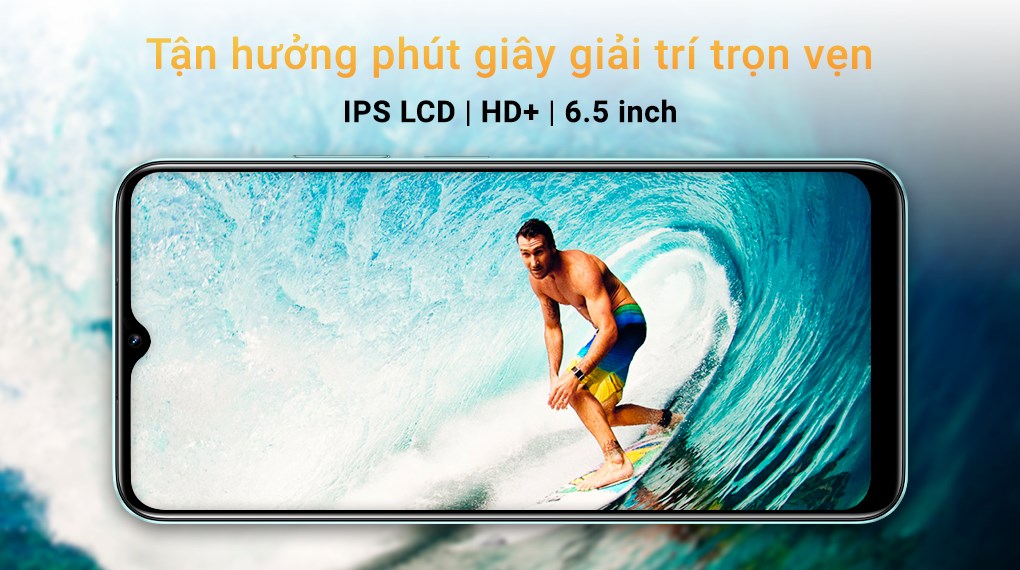 Tận hưởng phút giây giải trí trọn vẹn
IPS LCD | HD+ | 6.5 inch